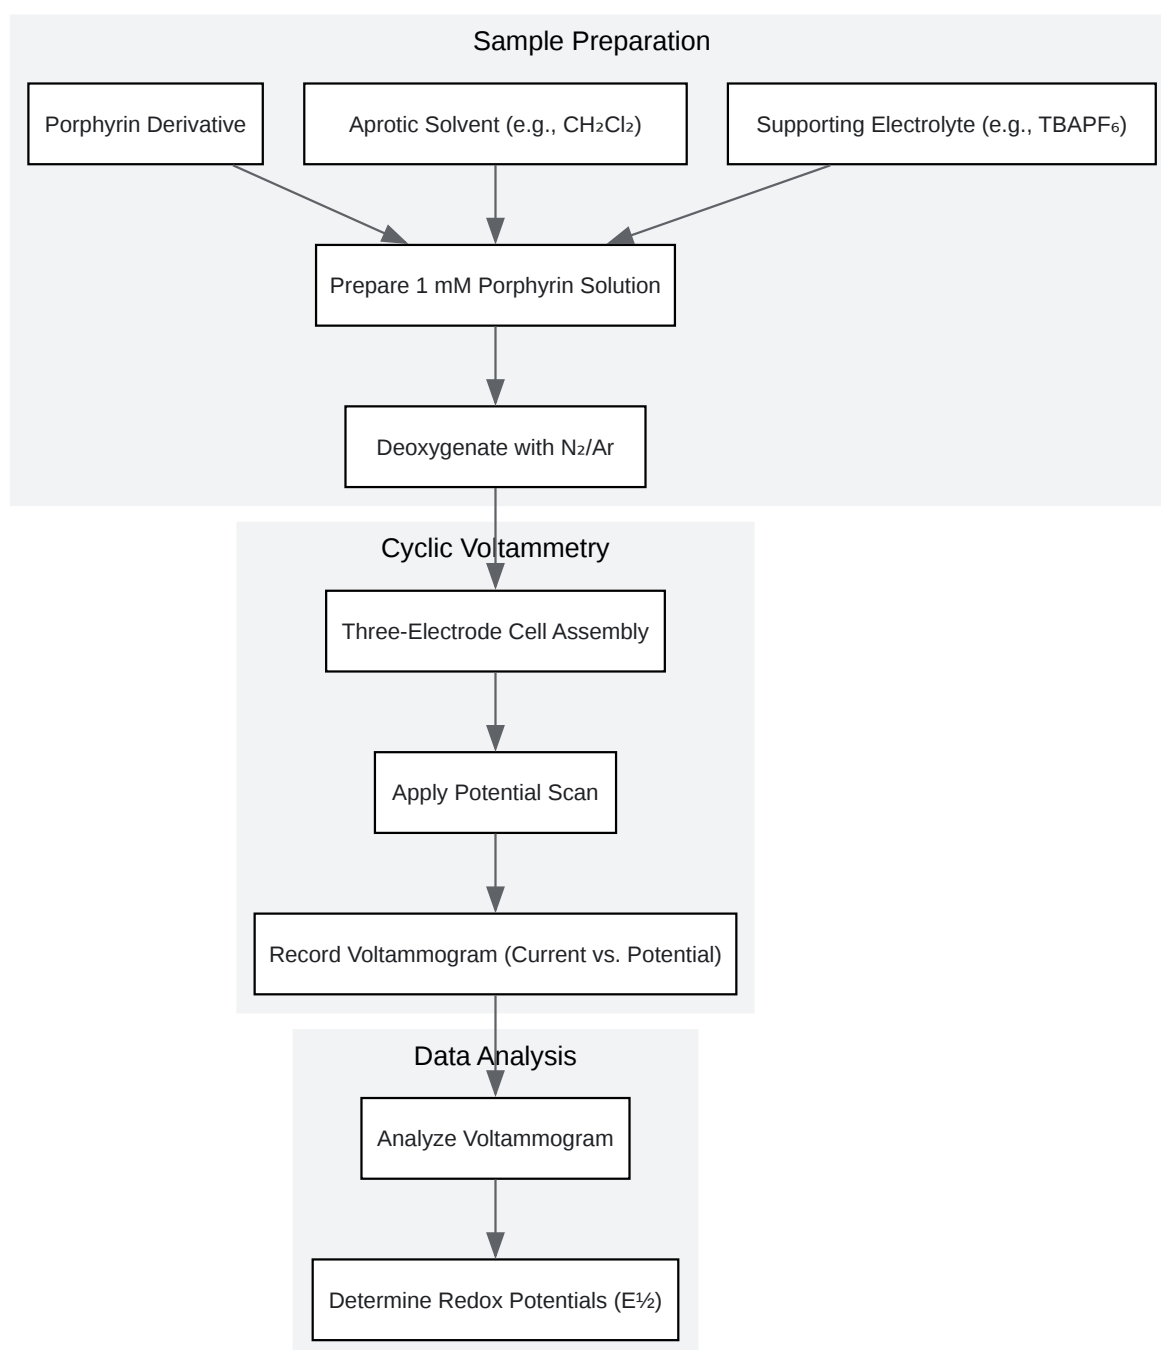 Sample Preparation
Porphyrin Derivative
Aprotic Solvent (e.g., CH₂Cl₂)
Supporting Electrolyte (e.g., TBAPF₆)
Prepare 1 mM Porphyrin Solution
Deoxygenate with N₂/Ar
Cyclic Voltammetry
Three-Electrode Cell Assembly
Apply Potential Scan
Record Voltammogram (Current vs. Potential)
Data Analysis
Analyze Voltammogram
Determine Redox Potentials (E½)